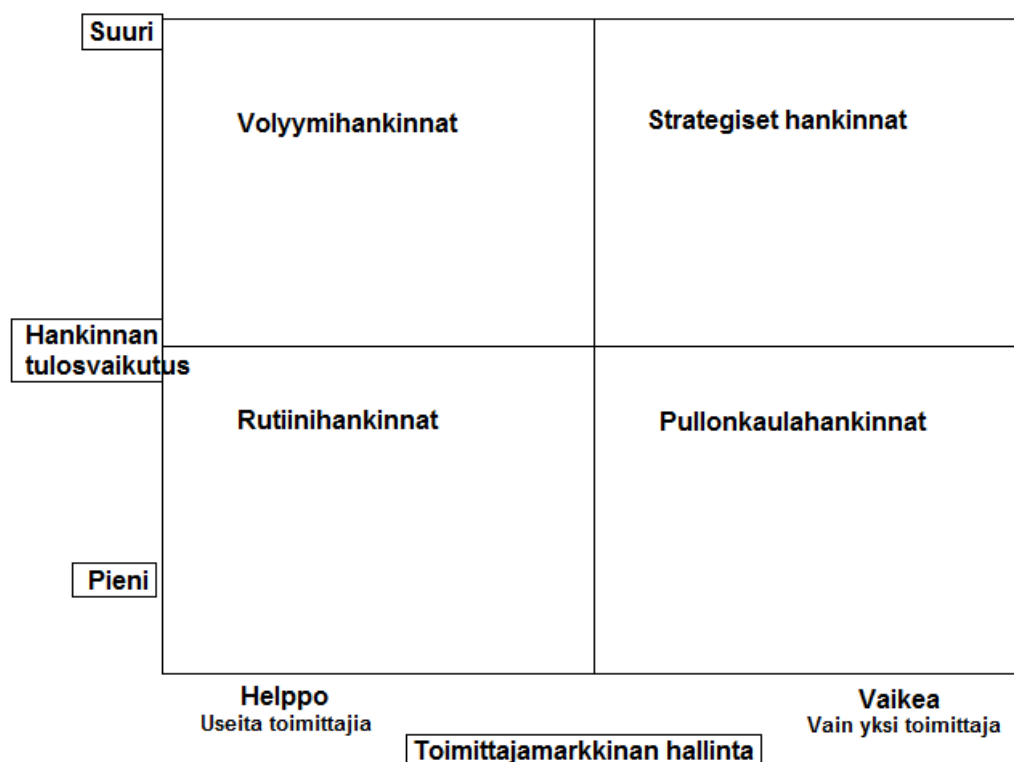 Suuri
Volyymihankinnat
Strategiset hankinnat
Hankinnan
tulosvaikutus
Rutiinihankinnat
Pullonkaulahankinnat
Pieni
Helppo
Useita toimittajia
Vaikea
Vain yksi toimittaja
Toimittajamarkkinan hallinta